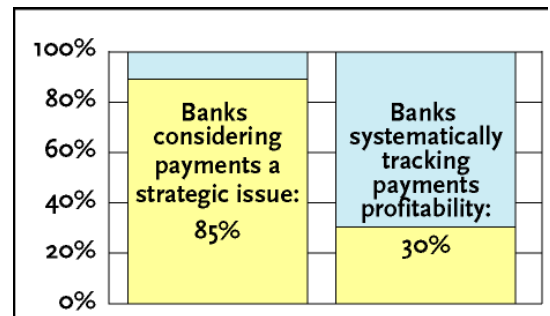 100%
80%
60%
40%
20%
0%
Banks
considering
payments a
strategic issue:
85%
Banks
systematically
tracking
payments
profitability:
30%